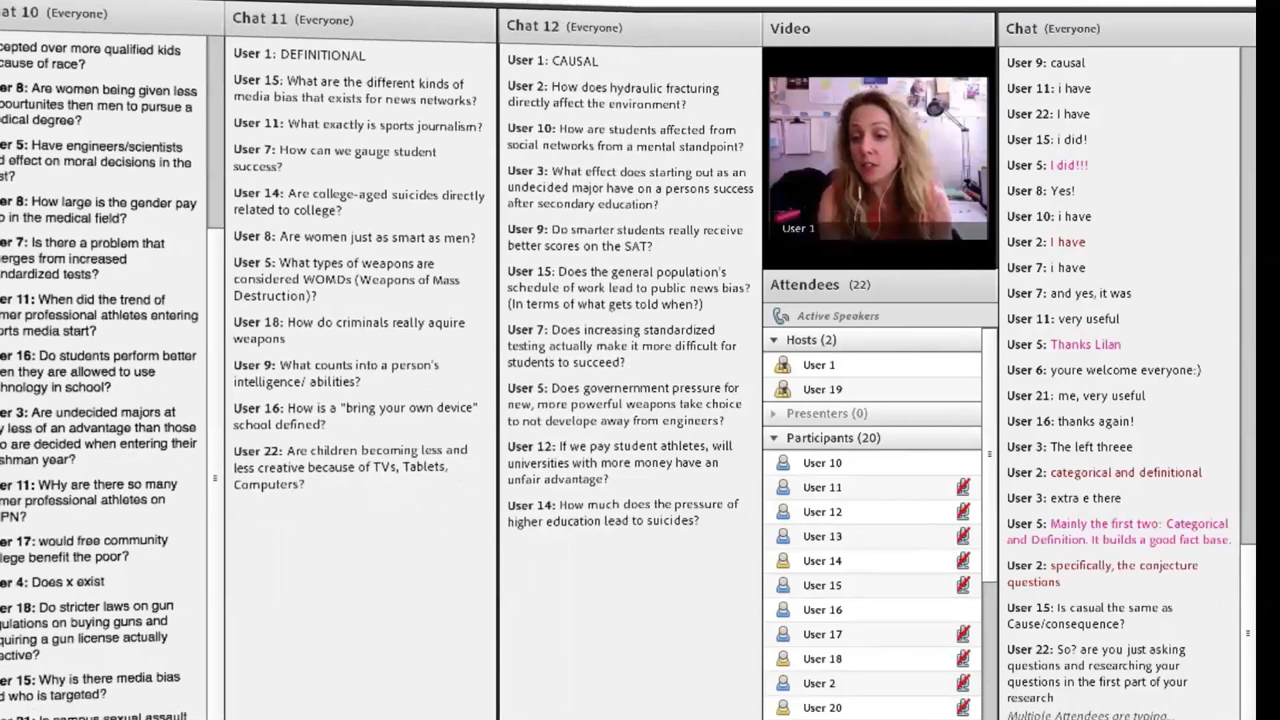 at 10 (Everyone)
cepted over more qualified kids
cause of race?
er 8: Are women being given less
pourtunites then men to pursue a
dical degree?
er 5: Have engineers/scientists
d effect on moral decisions in the
st?
er 8: How large is the gender pay
p in the medical field?
er 7: Is there a problem that
erges from increased
ndardized tests?
er 11: When did the trend of
mer professional athletes entering
orts media start?
er 16: Do students perform better
en they are allowed to use
hnology in school?
er 3: Are undecided majors at
y less of an advantage than those
o are decided when entering their
shman year?
er 11: WHy are there so many
mer professional athletes on
PN?
er 17: would free community
lege benefit the poor?
er 4: Does x exist
er 18: Do stricter laws on gun
gulations on buying guns and
quiring a gun license actually
active?
er 15: Why is there media bias
d who is targeted?
er 21: In campus sexual assault
Chat 11 (Everyone)
User 1: DEFINITIONAL
User 15: What are the different kinds of
media bias that exists for news networks?
User 11: What exactly is sports journalism?
User 7: How can we gauge student
success?
User 14: Are college-aged suicides directly
related to college?
User 8: Are women just as smart as men?
User 5: What types of weapons are
considered WOMDs (Weapons of Mass
Destruction)?
User 18: How do criminals really aquire
weapons
User 9: What counts into a person's
intelligence/ abilities?
User 16: How is a "bring your own device"
school defined?
User 22: Are children becoming less and
less creative because of TVs, Tablets,
Computers?
Chat 12 (Everyone)
User 1: CAUSAL
User 2: How does hydraulic fracturing
directly affect the environment?
User 10: How are students affected from
social networks from a mental standpoint?
User 3: What effect does starting out as an
undecided major have on a persons success
after secondary education?
User 9: Do smarter students really receive
better scores on the SAT?
User 15: Does the general population's
schedule of work lead to public news bias?
(In terms of what gets told when?)
User 7: Does increasing standardized
testing actually make it more difficult for
students to succeed?
User 5: Does governernment pressure for
new, more powerful weapons take choice
to not develope away from engineers?
User 12: If we pay student athletes, will
universities with more money have an
unfair advantage?
User 14: How much does the pressure of
higher education lead to suicides?
Video
User 1
Attendees (22)
Active Speakers
Hosts (2)
User 1
User 19
Presenters (0)
Participants (20)
User 10
User 11
User 12
User 13
User 14
User 15
User 16
User 17
User 18
User 2
User 20
Chat (Everyone)
User 9: causal
User 11: i have
User 22: I have
User 15: i did!
User 5: I did!!!
User 8: Yes!
User 10: i have
User 2: I have
User 7: i have
User 7: and yes, it was
User 11: very useful
User 5: Thanks Lilan
User 6: youre welcome everyone:)
User 21: me, very useful
User 16: thanks again!
User 3: The left threee
User 2: categorical and definitional
User 3: extra e there
User 5: Mainly the first two: Categorical
and Definition. It builds a good fact base.
User 2: specifically, the conjecture
questions
User 15: Is casual the same as
Cause/consequence?
User 22: So? are you just asking
questions and researching your
questions in the first part of your
research
Multiple Attendees are typing...